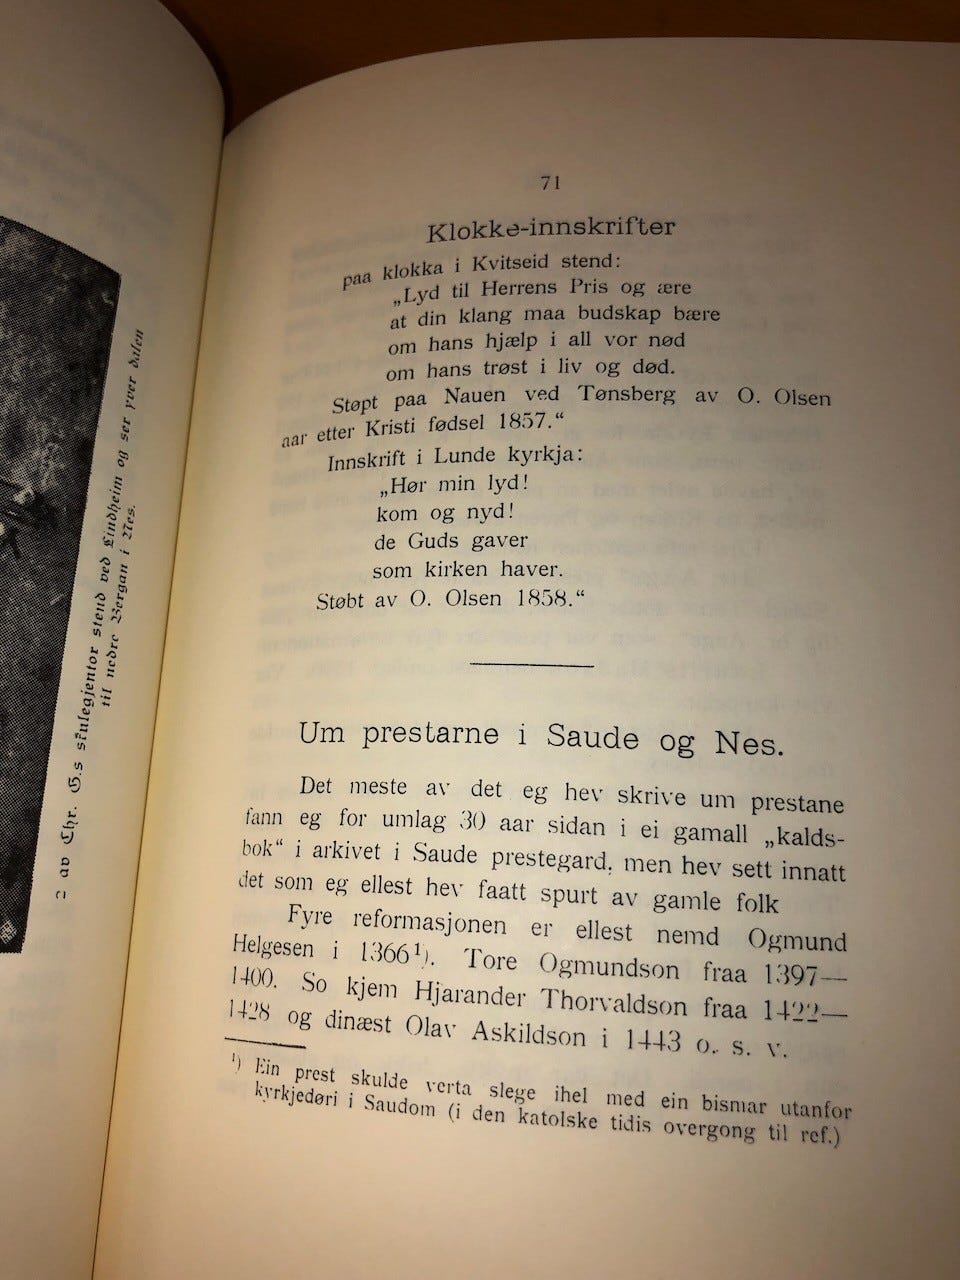 2 av Chr. G.s skulegjentor stend ved Lindheim og ser yver dalen
til nedre Bergan i Nes.
71
Klokke-innskrifter
paa klokka i Kvitseid stend:
„Lyd til Herrens Pris og ære
at din klang maa budskap bære
om hans hjælp i all vor nød
om hans trøst i liv og død.
Støpt paa Nauen ved Tønsberg av O. Olsen
aar etter Kristi fødsel 1857.“
Innskrift i Lunde kyrkja:
„Hør min lyd!
kom og nyd!
de Guds gaver
som kirken haver.
Støbt av O. Olsen 1858.“
Um prestarne i Saude og Nes.
Det meste av det eg hev skrive um prestane
fann eg for umlag 30 aar sidan i ei gamall „kalds-
bok“ i arkivet i Saude prestegard, men hev sett innatt
det som eg ellest hev faatt spurt av gamle folk
Fyre reformasjonen er ellest nemd Ogmund
Helgesen i 1366¹). Tore Ogmundson fraa 1397—
1400. So kjem Hjarander Thorvaldson fraa 1422—
1428 og dinæst Olav Askildson i 1443 o. s. v.
¹) Ein prest skulde verta slege ihel med ein bismar utanfor
kyrkjedøri i Saudom (i den katolske tidis overgong til ref.)